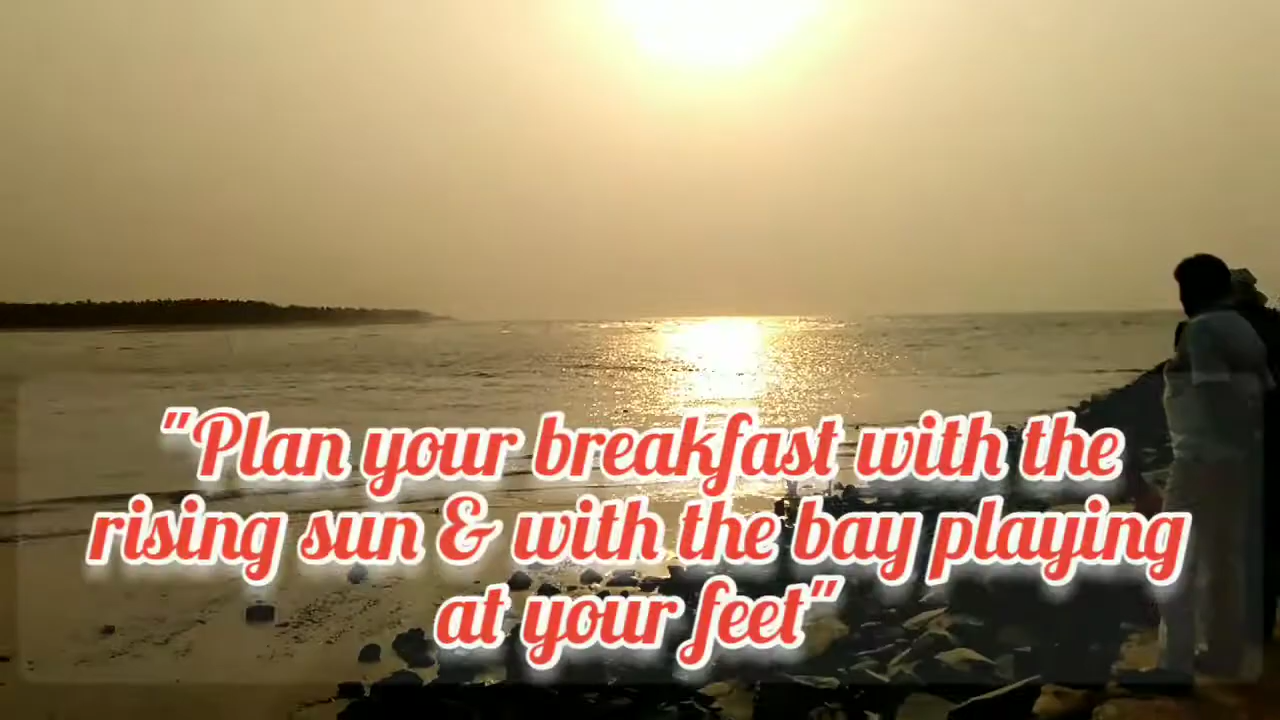 "Plan your breakfast with the
rising sun & with the bay playing
at your feet"